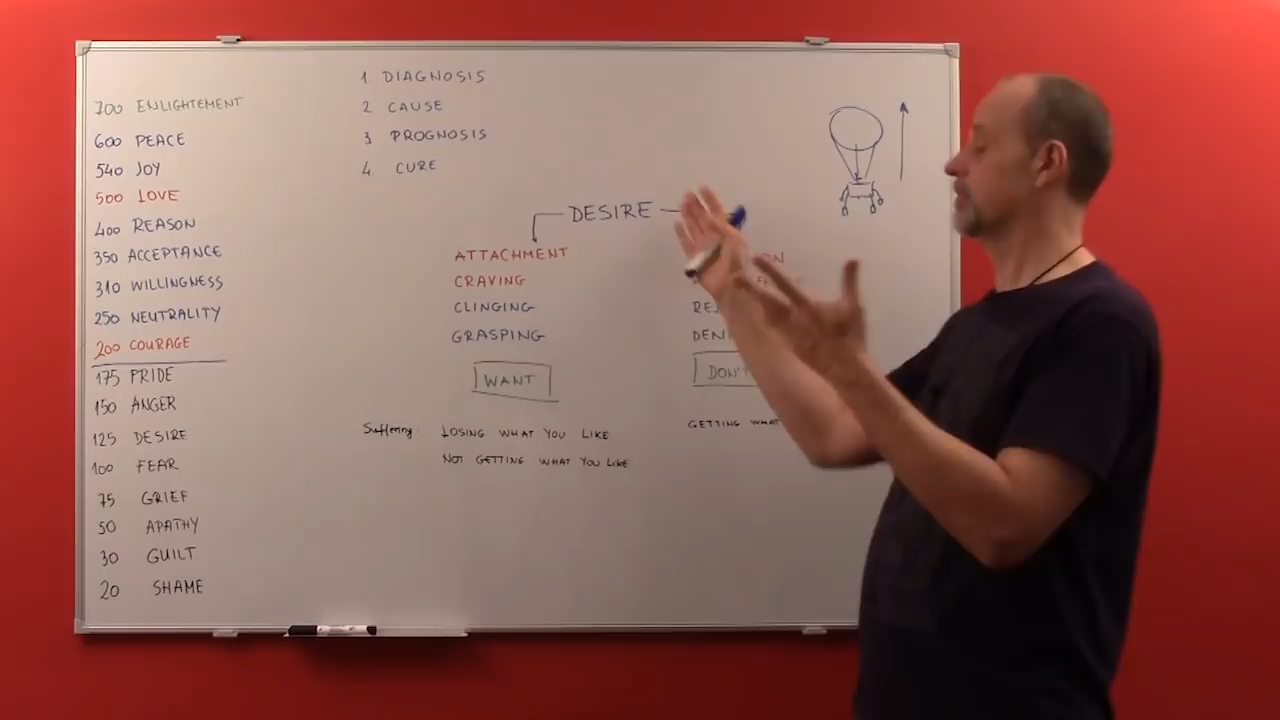 700 ENLIGHTEMENT
600 PEACE
540 JOY
500 LOVE
400 REASON
350 ACCEPTANCE
310 WILLINGNESS
250 NEUTRALITY
200 COURAGE
175 PRIDE
150 ANGER
125 DESIRE
100 FEAR
75 GRIEF
50 APATHY
30 GUILT
20 SHAME
1. DIAGNOSIS
2 CAUSE
3 PROGNOSIS
4. CURE
DESIRE
ATTACHMENT
CRAVING
CLINGING
GRASPING
WANT
DON'T
Suffering: LOSING WHAT YOU LIKE
NOT GETTING WHAT YOU LIKE
GETTING WHAT